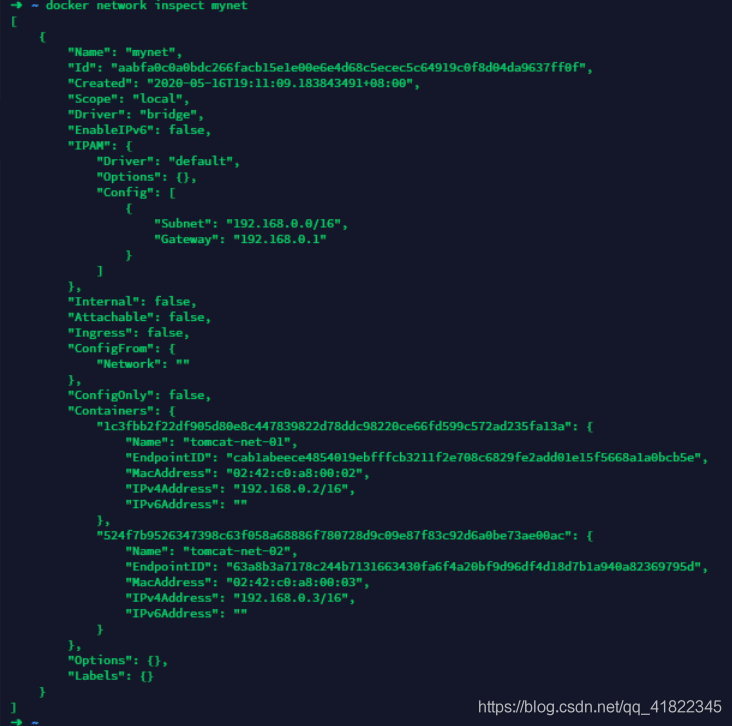 ➜ ~ docker network inspect mynet
[
    {
        "Name": "mynet",
        "Id": "aabfa0c0a0bdc266facb15e1e00e6e4d68c5ecec5c64919c0f8d04da9637ff0f",
        "Created": "2020-05-16T19:11:09.183843491+08:00",
        "Scope": "local",
        "Driver": "bridge",
        "EnableIPv6": false,
        "IPAM": {
            "Driver": "default",
            "Options": {},
            "Config": [
                {
                    "Subnet": "192.168.0.0/16",
                    "Gateway": "192.168.0.1"
                }
            ]
        },
        "Internal": false,
        "Attachable": false,
        "Ingress": false,
        "ConfigFrom": {
            "Network": ""
        },
        "ConfigOnly": false,
        "Containers": {
            "1c3fbb2f22df905d80e8c447839822d78ddc98220ce66fd599c572ad235fa13a": {
                "Name": "tomcat-net-01",
                "EndpointID": "cab1abeece4854019ebfffcb3211f2e708c6829fe2add01e15f5668a1a0bcb5e",
                "MacAddress": "02:42:c0:a8:00:02",
                "IPv4Address": "192.168.0.2/16",
                "IPv6Address": ""
            },
            "524f7b9526347398c63f058a68886f780728d9c09e87f83c92d6a0be73ae00ac": {
                "Name": "tomcat-net-02",
                "EndpointID": "63a8b3a7178c244b7131663430fa6f4a20bf9d96df4d18d7b1a940a82369795d",
                "MacAddress": "02:42:c0:a8:00:03",
                "IPv4Address": "192.168.0.3/16",
                "IPv6Address": ""
            }
        },
        "Options": {},
        "Labels": {}
    }
]
➜ ~
https://blog.csdn.net/qq_41822345